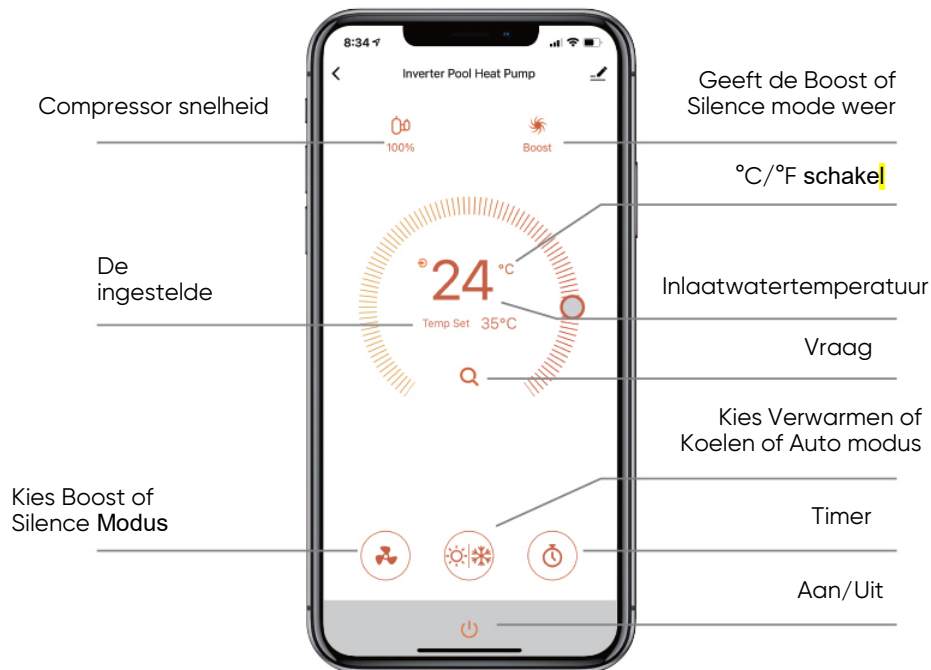 8:34
Inverter Pool Heat Pump
Compressor snelheid
Geeft de Boost of
Silence mode weer
100%
Boost
°C/°F schakel
De
ingestelde
24 °C
Inlaatwatertemperatuur
Temp Set 35°C
Vraag
Kies Verwarmen of
Koelen of Auto modus
Kies Boost of
Silence Modus
Timer
Aan/Uit